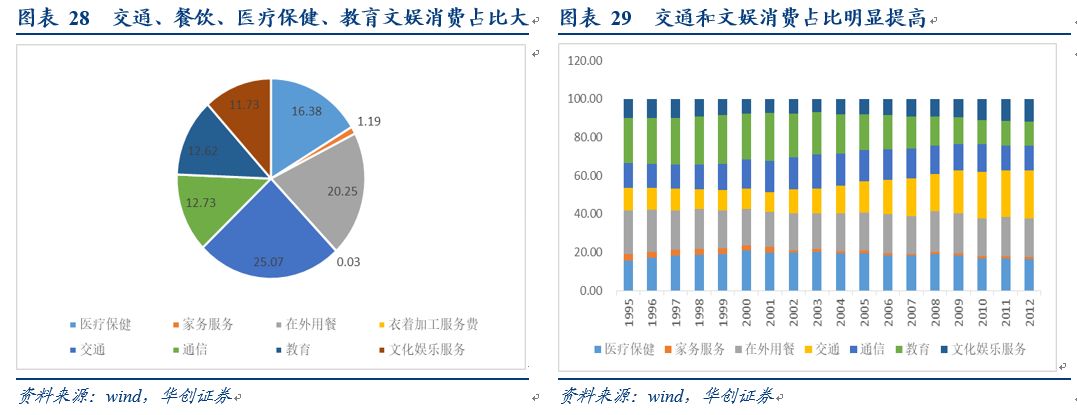 图表 28 交通、餐饮、医疗保健、教育文娱消费占比大
16.38
1.19
20.25
0.03
25.07
12.73
12.62
11.73
医疗保健 家务服务 在外用餐 衣着加工服务费
交通 通信 教育 文化娱乐服务
资料来源：wind，华创证券
图表 29 交通和文娱消费占比明显提高
120.00
100.00
80.00
60.00
40.00
20.00
0.00
1995 1996 1997 1998 1999 2000 2001 2002 2003 2004 2005 2006 2007 2008 2009 2010 2011 2012
医疗保健 家务服务 在外用餐 交通 通信 教育 文化娱乐服务
资料来源：wind，华创证券